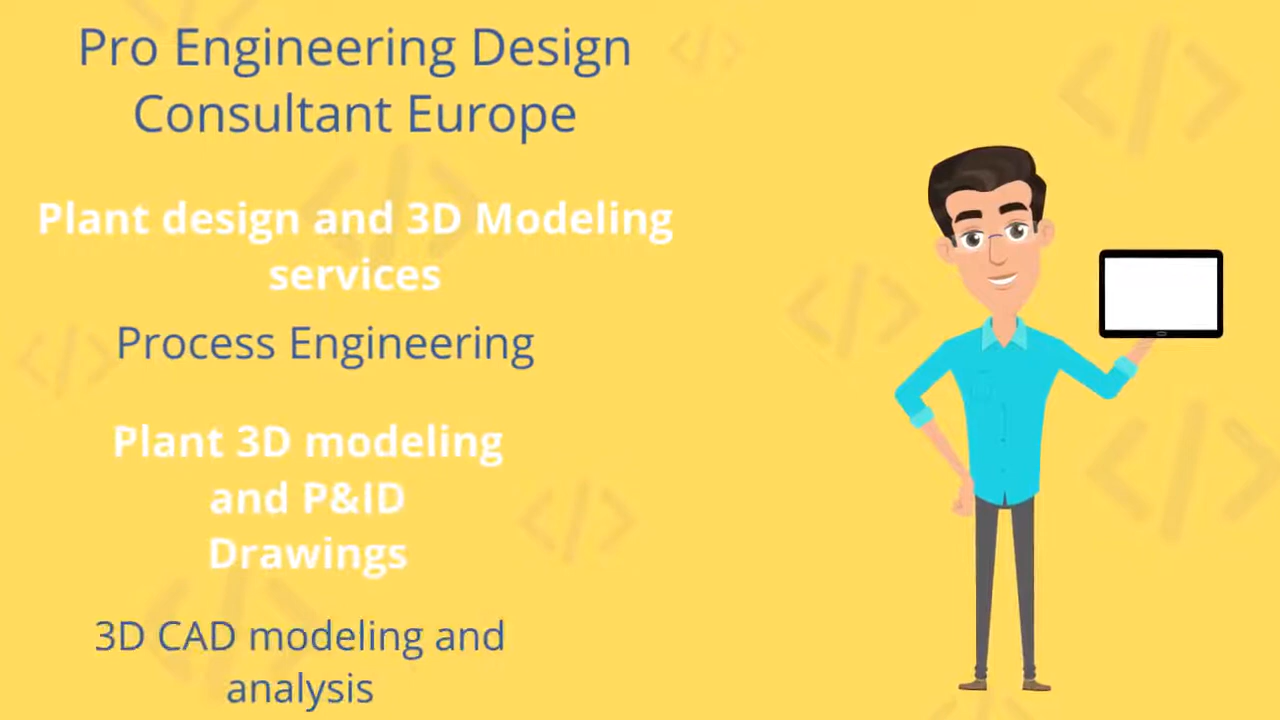 Pro Engineering Design
Consultant Europe
Plant design and 3D Modeling
services
Process Engineering
Plant 3D modeling
and P&ID
Drawings
3D CAD modeling and
analysis